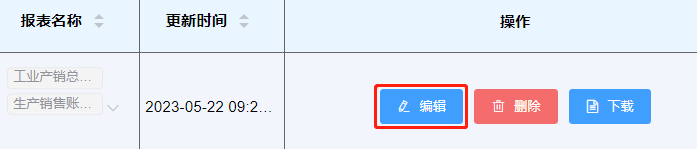 报表名称 更新时间 操作
工业产销总...
生产销售账...
2023-05-22 09:2...
编辑 删除 下载